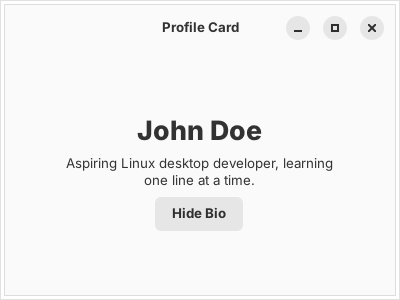 Profile Card
John Doe
Aspiring Linux desktop developer, learning
one line at a time.
Hide Bio